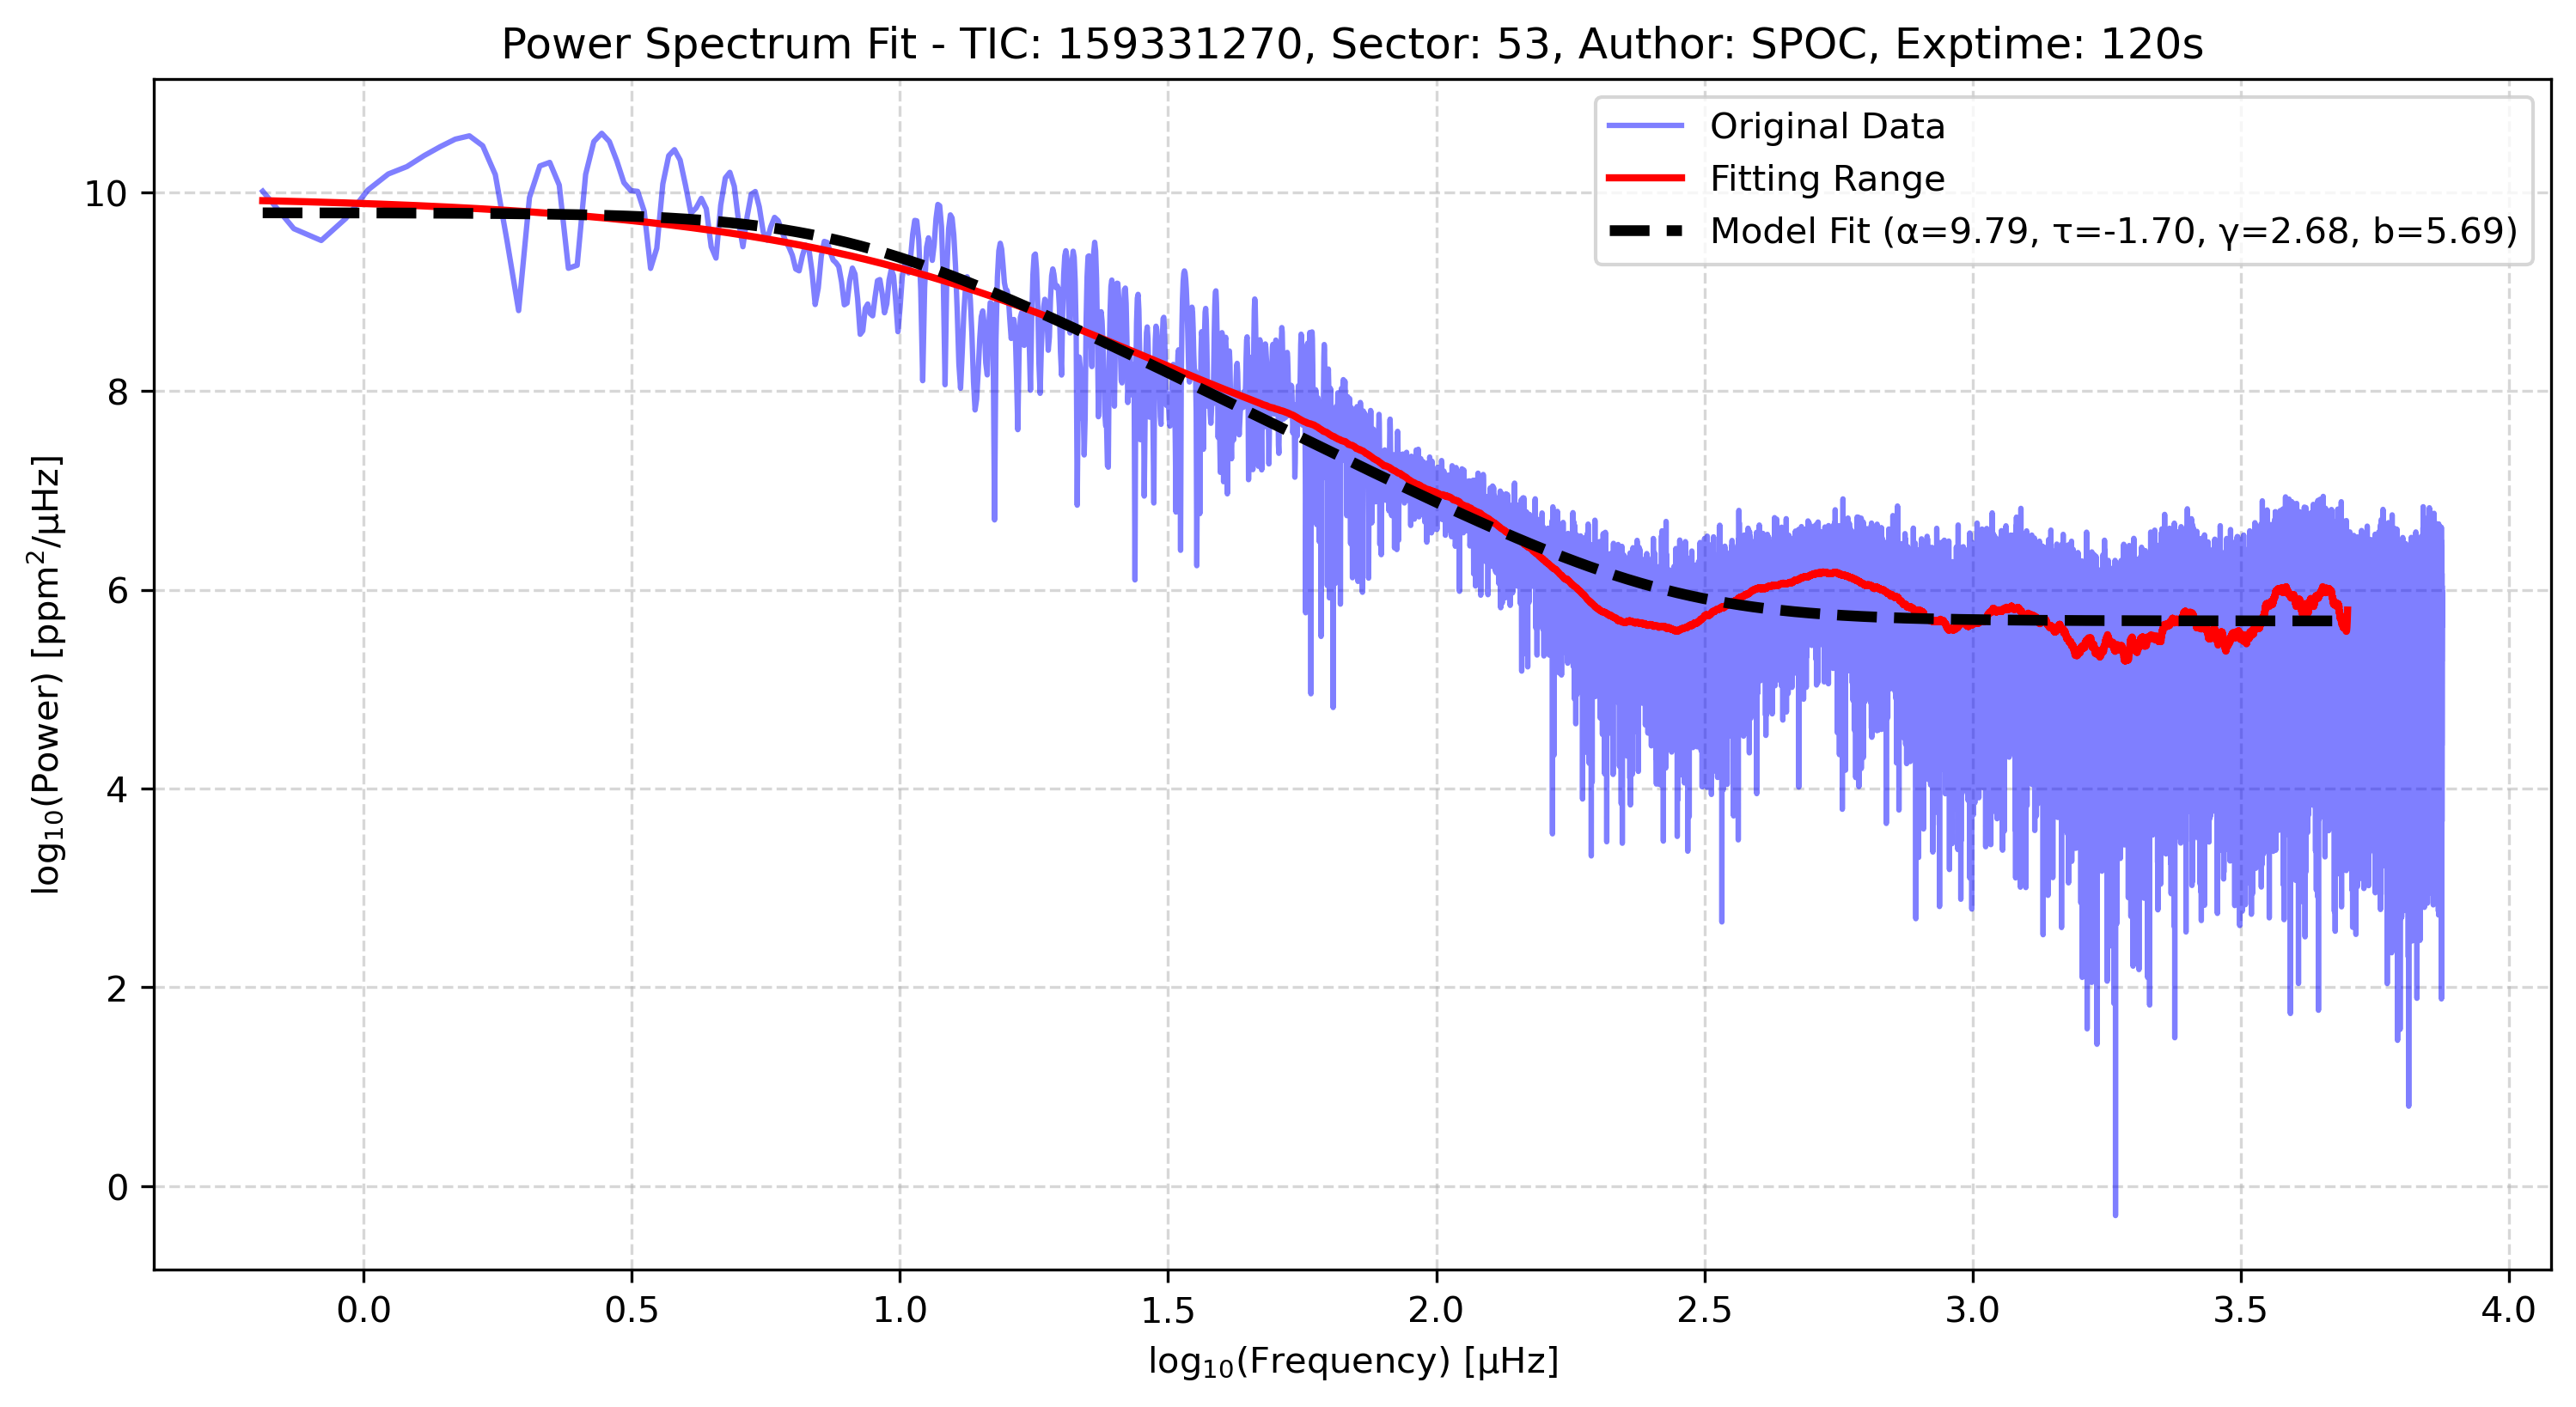 Power Spectrum Fit - TIC: 159331270, Sector: 53, Author: SPOC, Exptime: 120s
Original Data
Fitting Range
Model Fit (α=9.79, τ=-1.70, γ=2.68, b=5.69)
log₁₀(Power) [ppm²/μHz]
10
8
6
4
2
0
0.0 0.5 1.0 1.5 2.0 2.5 3.0 3.5 4.0
log₁₀(Frequency) [μHz]